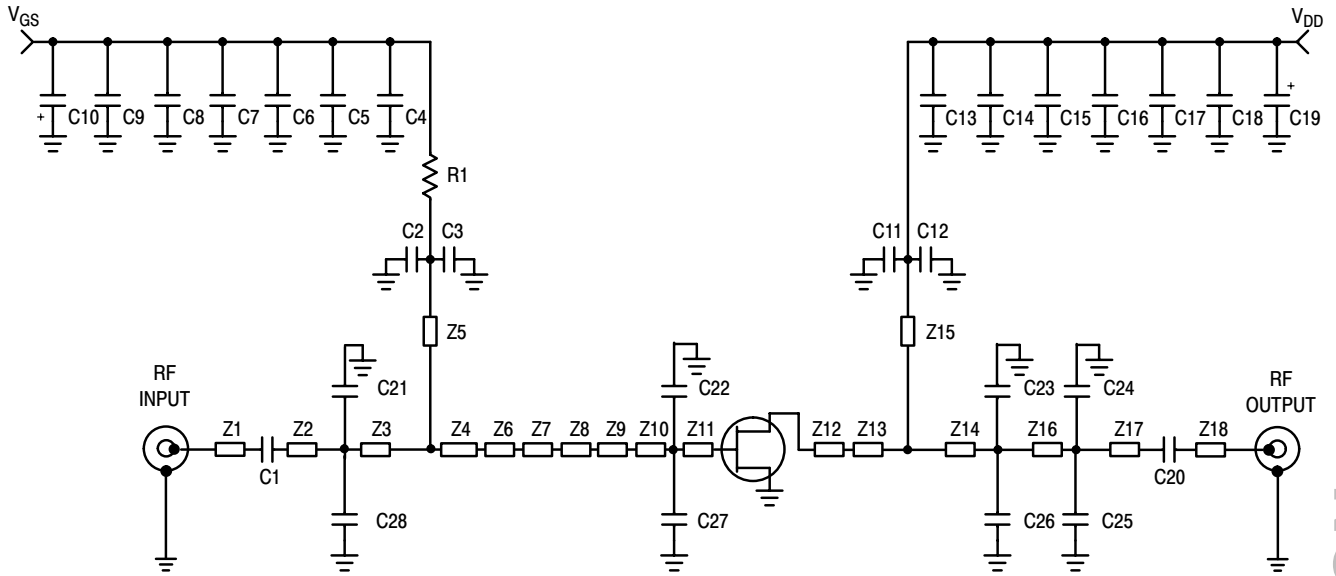 VGS
VDD
+ C10 C9 C8 C7 C6 C5 C4
C13 C14 C15 C16 C17 C18 + C19
R1
C2 C3
C11 C12
Z5
Z15
RF
INPUT
C21
C22
C23
C24
RF
OUTPUT
Z1 Z2 Z3 Z4 Z6 Z7 Z8 Z9 Z10 Z11 Z12 Z13 Z14 Z16 Z17 Z18
C1
C20
C28
C27
C26
C25